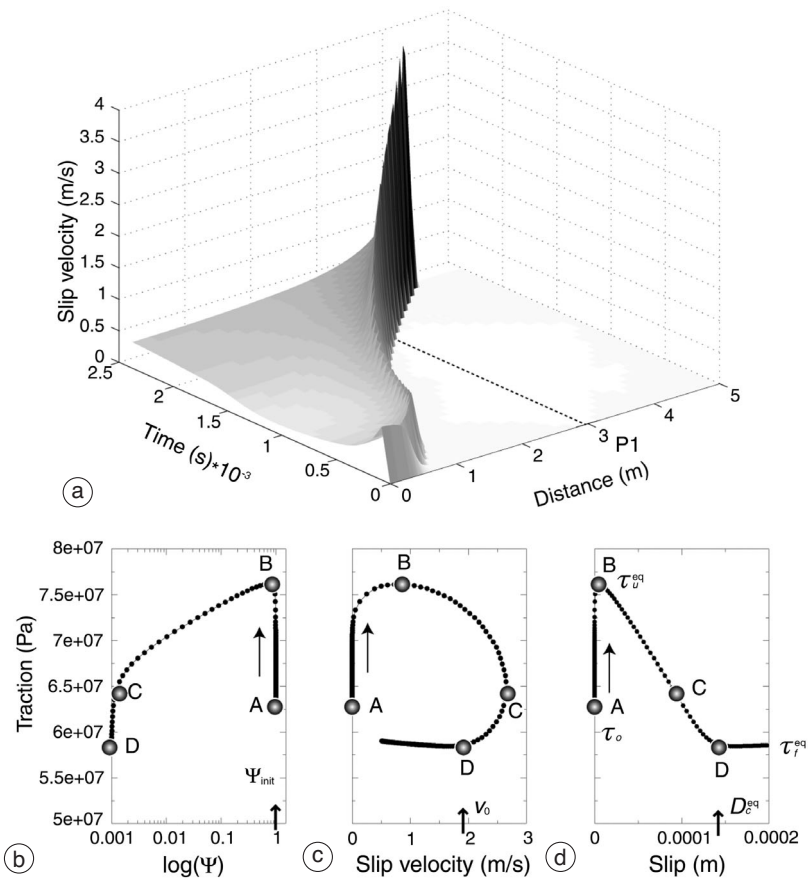 4
3.5
3
2.5
2
1.5
1
0.5
0
Slip velocity (m/s)
2.5
2
1.5
1
0.5
0
Time (s)*10⁻³
0
1
2
3
4
5
P1
Distance (m)
a
Traction (Pa)
8e+07
7.5e+07
7e+07
6.5e+07
6e+07
5.5e+07
5e+07
B
A
C
D
Ψinit
0.001
0.01
0.1
1
log(Ψ)
b
B
A
C
D
v₀
0
1
2
3
Slip velocity (m/s)
c
B
τᵤᵉq
A
C
τₒ
D
τ_f^eq
D_c^eq
0
0.0001
0.0002
Slip (m)
d